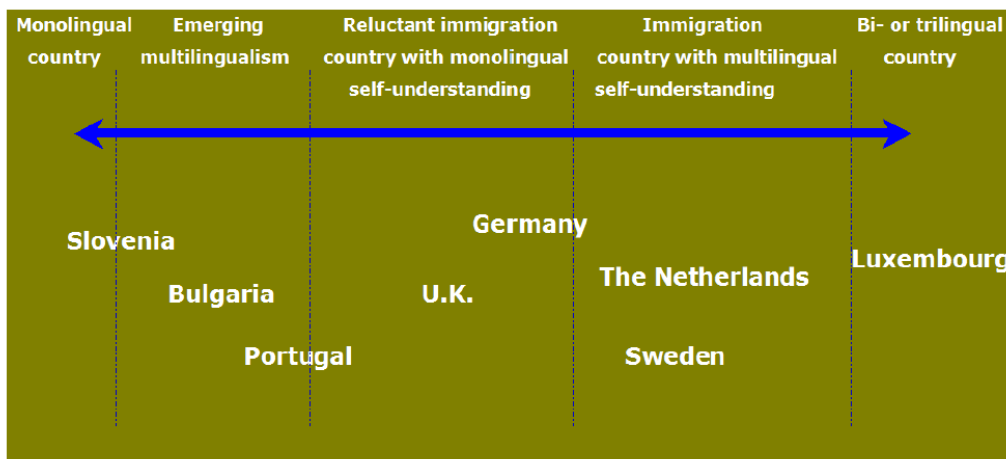 Monolingual
country
Emerging
multilingualism
Reluctant immigration
country with monolingual
self-understanding
Immigration
country with multilingual
self-understanding
Bi- or trilingual
country
Germany
Slovenia
Luxembourg
The Netherlands
Bulgaria
U.K.
Portugal
Sweden